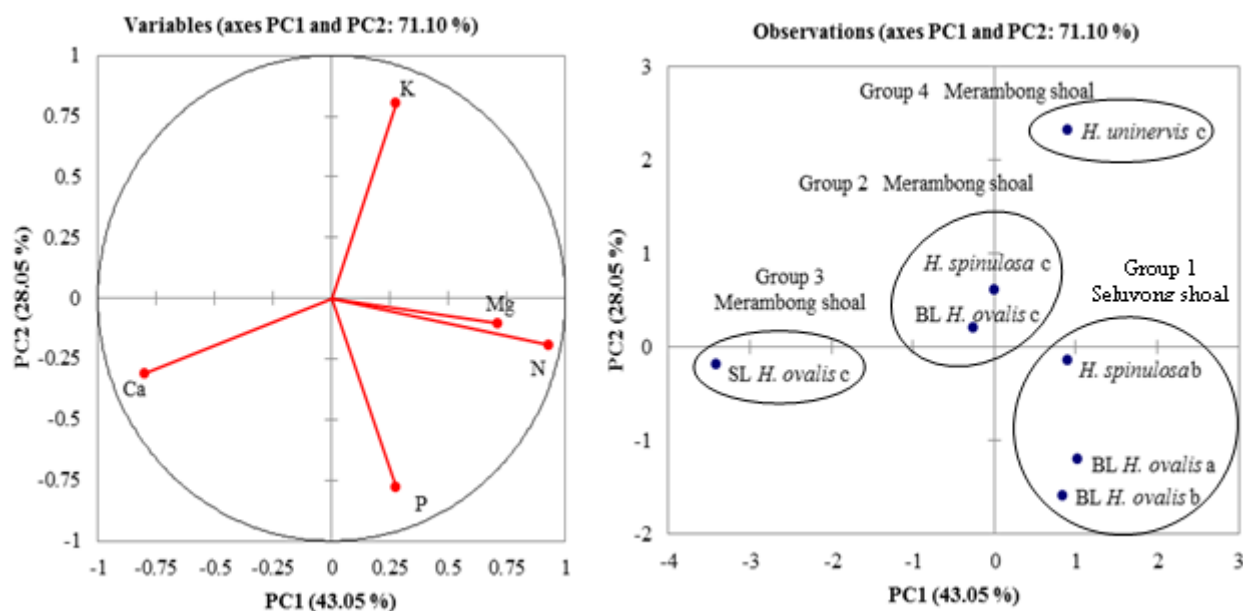 Variables (axes PC1 and PC2: 71.10 %)
1
0.75
0.5
0.25
0
-0.25
-0.5
-0.75
-1
PC2 (28.05 %)
K
Mg
N
Ca
P
-1
-0.75
-0.5
-0.25
0
0.25
0.5
0.75
1
PC1 (43.05 %)
Observations (axes PC1 and PC2: 71.10 %)
3
2
1
0
-1
-2
PC2 (28.05 %)
Group 4 Merambong shoal
H. uninervis c
Group 2 Merambong shoal
H. spinulosa c
BL H. ovalis c
Group 3
Merambong shoal
SL H. ovalis c
Group 1
shoal
H. spinulosa b
BL H. ovalis a
BL H. ovalis b
-4
-3
-2
-1
0
1
2
3
PC1 (43.05 %)